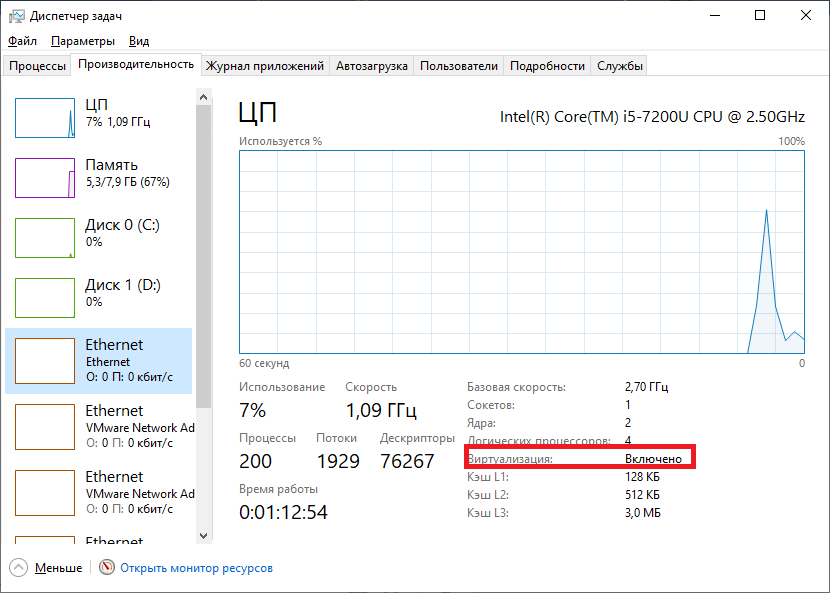 Диспетчер задач
Файл Параметры Вид
Процессы Производительность Журнал приложений Автозагрузка Пользователи Подробности Службы
ЦП
7% 1,09 ГГц
Память
5,3/7,9 ГБ (67%)
Диск 0 (C:)
0%
Диск 1 (D:)
0%
Ethernet
Ethernet
О: 0 П: 0 кбит/с
Ethernet
VMware Network Ad
О: 0 П: 0 кбит/с
Ethernet
VMware Network Ad
О: 0 П: 0 кбит/с
Ethernet
ЦП
Intel(R) Core(TM) i5-7200U CPU @ 2.50GHz
Используется % 100%
60 секунд 0
Использование Скорость
7% 1,09 ГГц
Процессы Потоки Дескрипторы
200 1929 76267
Время работы
0:01:12:54
Базовая скорость: 2,70 ГГц
Сокетов: 1
Ядра: 2
Логических процессоров: 4
Виртуализация: Включено
Кэш L1: 128 КБ
Кэш L2: 512 КБ
Кэш L3: 3,0 МБ
Меньше Открыть монитор ресурсов